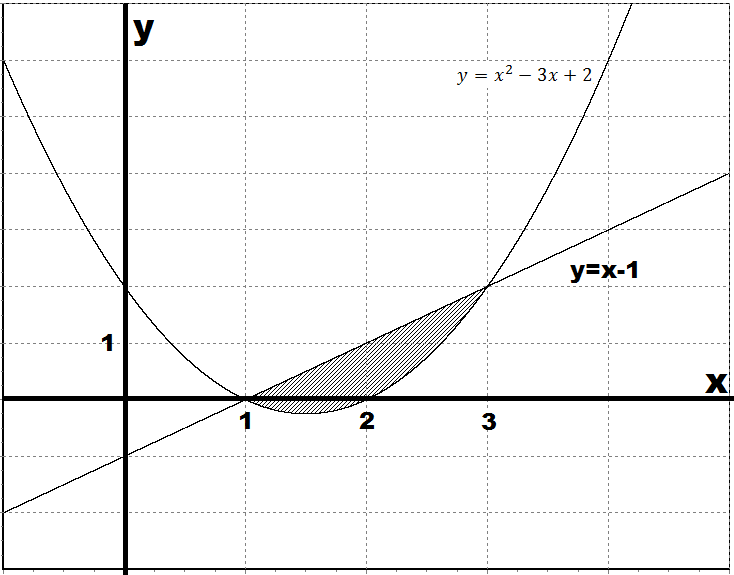 y
y = x² − 3x + 2
y=x-1
1
x
1
2
3